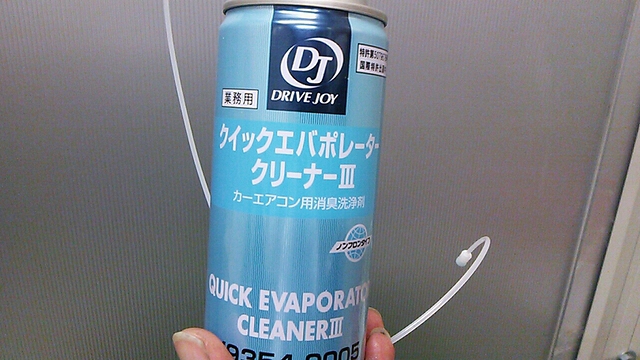 DJ
DRIVE JOY
業務用
クイックエバポレーター
クリーナーIII
カーエアコン用消臭洗浄剤
ノンフロンタイプ
QUICK EVAPORATO
CLEANERIII